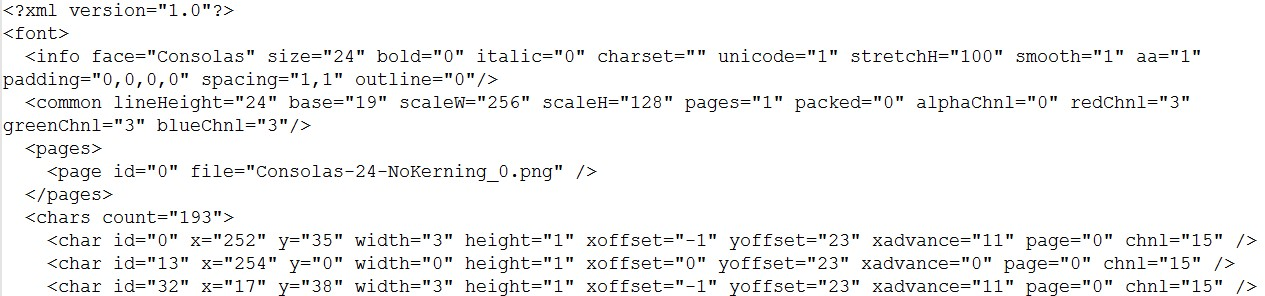 <?xml version="1.0"?>
<font>
  <info face="Consolas" size="24" bold="0" italic="0" charset="" unicode="1" stretchH="100" smooth="1" aa="1"
padding="0,0,0,0" spacing="1,1" outline="0"/>
  <common lineHeight="24" base="19" scaleW="256" scaleH="128" pages="1" packed="0" alphaChnl="0" redChnl="3"
greenChnl="3" blueChnl="3"/>
  <pages>
    <page id="0" file="Consolas-24-NoKerning_0.png" />
  </pages>
  <chars count="193">
    <char id="0" x="252" y="35" width="3" height="1" xoffset="-1" yoffset="23" xadvance="11" page="0" chnl="15" />
    <char id="13" x="254" y="0" width="0" height="1" xoffset="0" yoffset="23" xadvance="0" page="0" chnl="15" />
    <char id="32" x="17" y="38" width="3" height="1" xoffset="-1" yoffset="23" xadvance="11" page="0" chnl="15" />